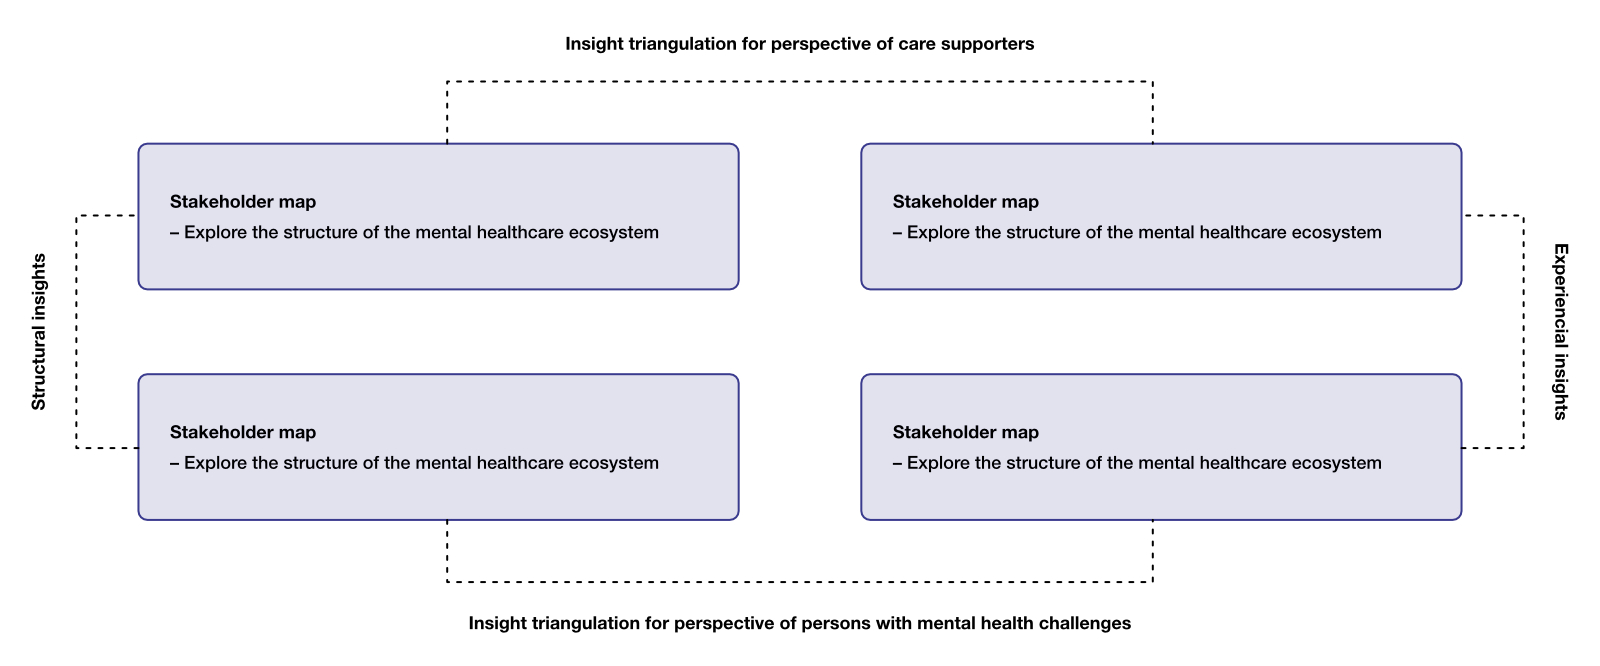 Insight triangulation for perspective of care supporters
Stakeholder map
– Explore the structure of the mental healthcare ecosystem
Stakeholder map
– Explore the structure of the mental healthcare ecosystem
Structural insights
Experiencial insights
Stakeholder map
– Explore the structure of the mental healthcare ecosystem
Stakeholder map
– Explore the structure of the mental healthcare ecosystem
Insight triangulation for perspective of persons with mental health challenges